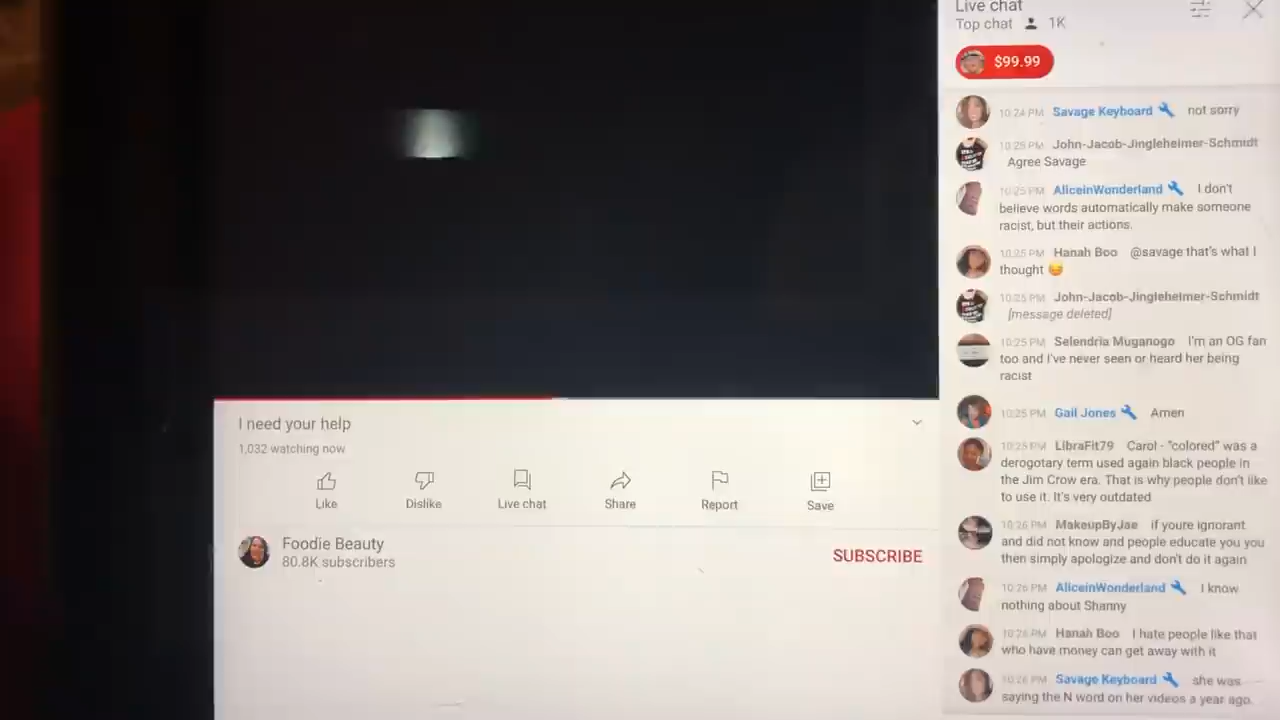 Live chat
Top chat 1K
$99.99
10:24 PM Savage Keyboard not sorry
10:25 PM John-Jacob-Jingleheimer-Schmidt
Agree Savage
10:25 PM AliceinWonderland I don't
believe words automatically make someone
racist, but their actions.
10:25 PM Hanah Boo @savage that's what I
thought
10:25 PM John-Jacob-Jingleheimer-Schmidt
[message deleted]
10:25 PM Selendria Muganogo I'm an OG fan
too and I've never seen or heard her being
racist
10:25 PM Gail Jones Amen
10:25 PM LibraFit79 Carol - "colored" was a
derogotary term used again black people in
the Jim Crow era. That is why people don't like
to use it. It's very outdated
10:26 PM MakeupByJae if youre ignorant
and did not know and people educate you you
then simply apologize and don't do it again
10:26 PM AliceinWonderland I know
nothing about Shanny
10:26 PM Hanah Boo I hate people like that
who have money can get away with it
10:26 PM Savage Keyboard she was
saying the N word on her videos a year ago.
I need your help
1,032 watching now
Like Dislike Live chat Share Report Save
Foodie Beauty
80.8K subscribers
SUBSCRIBE